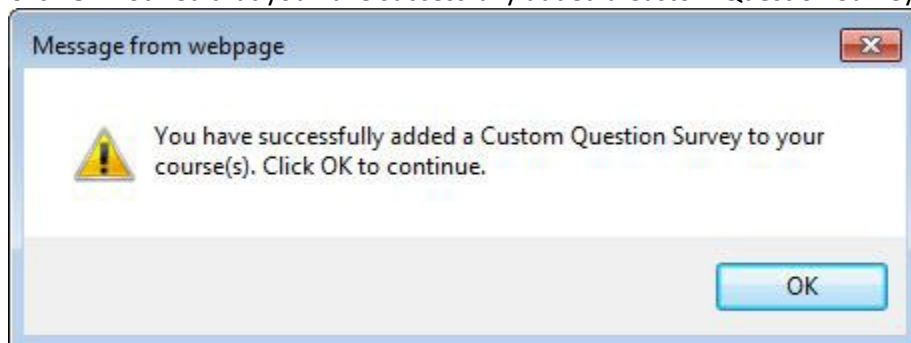 Message from webpage
You have successfully added a Custom Question Survey to your
course(s). Click OK to continue.
OK